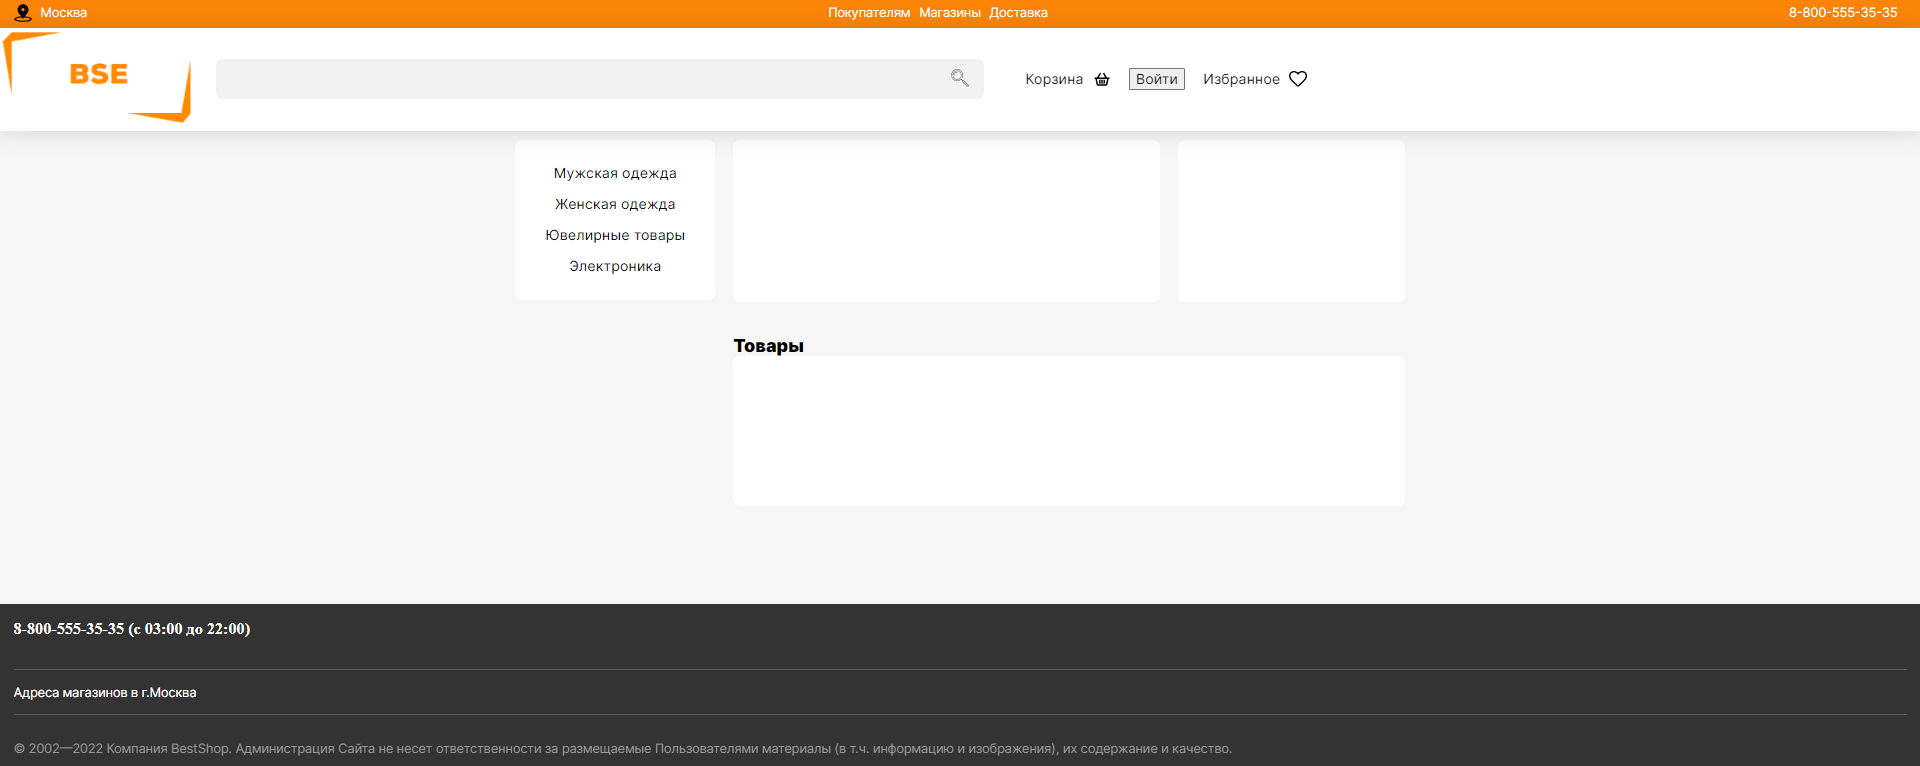 Москва
Покупателям Магазины Доставка
8-800-555-35-35
BSE
Корзина
Войти
Избранное
Мужская одежда
Женская одежда
Ювелирные товары
Электроника
Товары
8-800-555-35-35 (с 03:00 до 22:00)
Адреса магазинов в г.Москва
© 2002—2022 Компания BestShop. Администрация Сайта не несет ответственности за размещаемые Пользователями материалы (в т.ч. информацию и изображения), их содержание и качество.